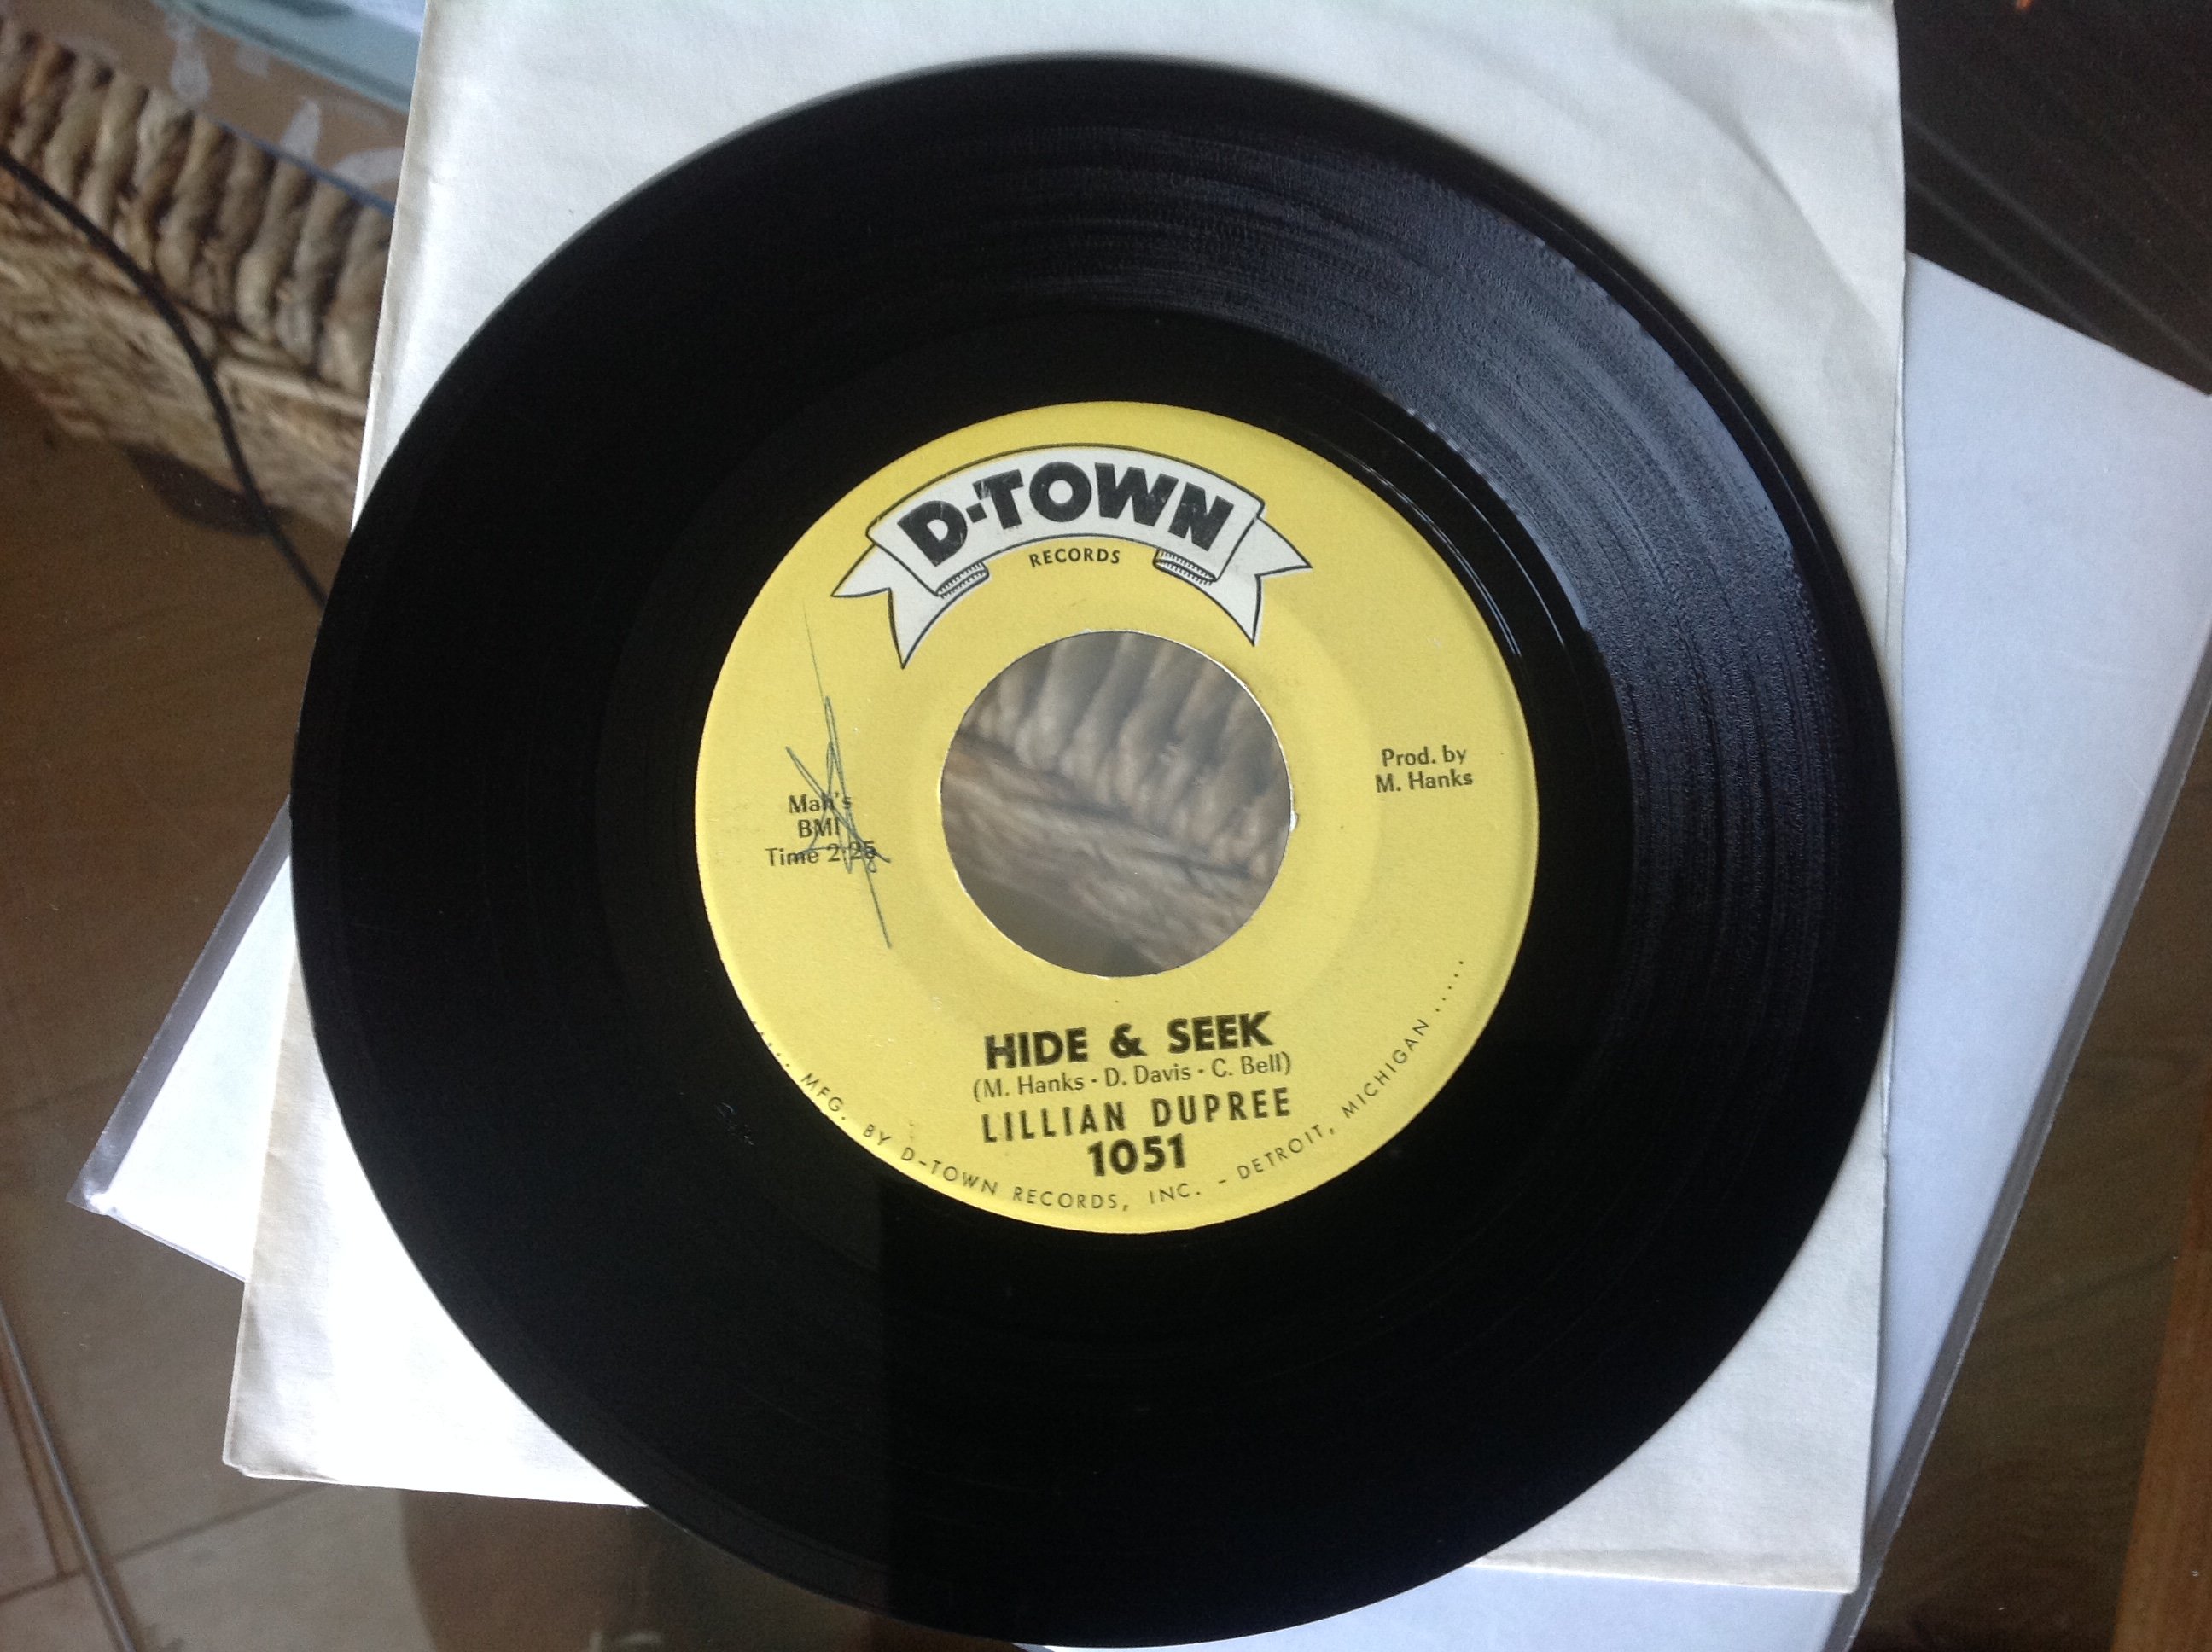 D-TOWN
RECORDS
Mah's
BMI
Time 2:25
Prod. by
M. Hanks
HIDE & SEEK
(M. Hanks - D. Davis - C. Bell)
LILLIAN DUPREE
1051
..... MFG. BY D-TOWN RECORDS, INC. - DETROIT, MICHIGAN .....